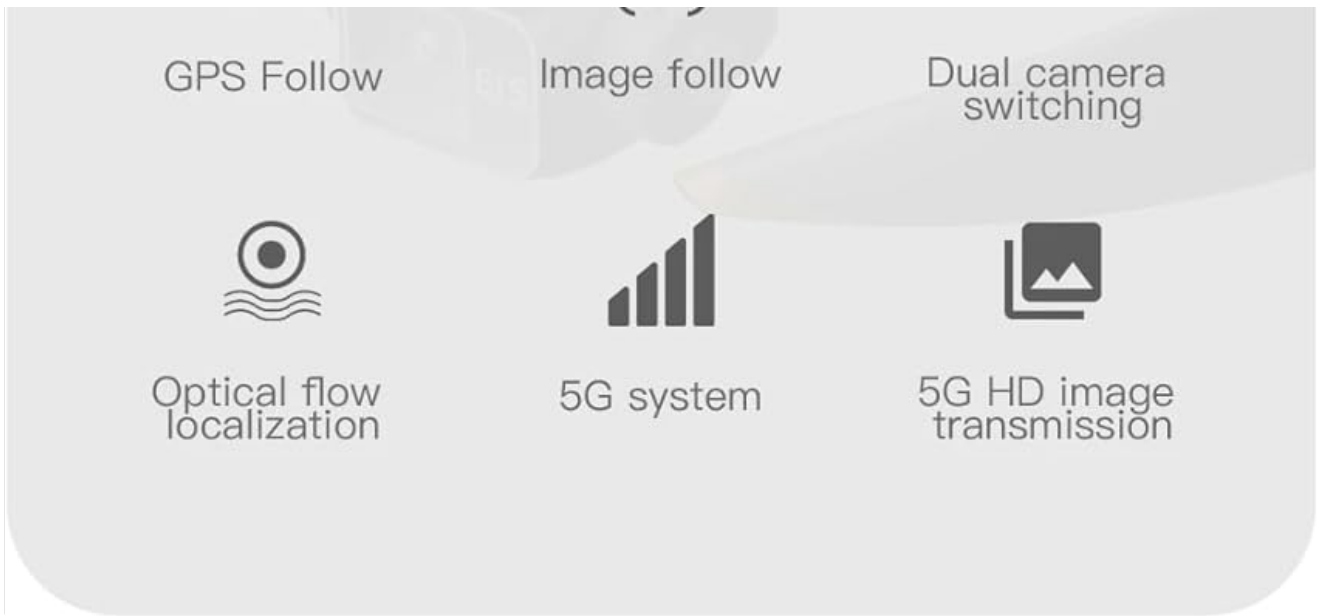 GPS Follow
Image follow
Dual camera
switching
Optical flow
localization
5G system
5G HD image
transmission